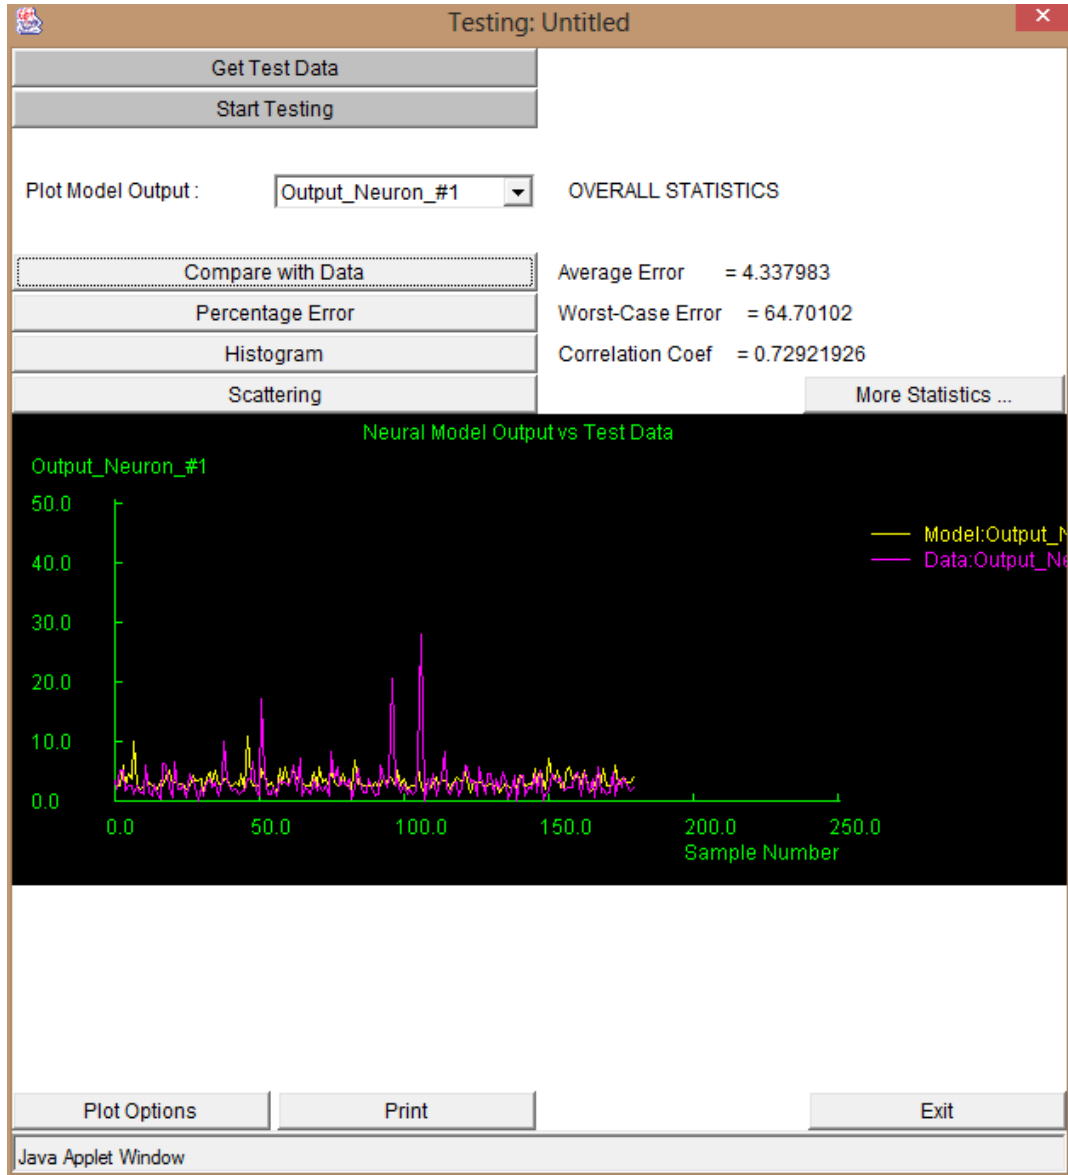 Testing: Untitled
Get Test Data
Start Testing
Plot Model Output :
Output_Neuron_#1
OVERALL STATISTICS
Compare with Data
Average Error = 4.337983
Percentage Error
Worst-Case Error = 64.70102
Histogram
Correlation Coef = 0.72921926
Scattering
More Statistics ...
Neural Model Output vs Test Data
Output_Neuron_#1
50.0
40.0
30.0
20.0
10.0
0.0
Model:Output_N
Data:Output_Ne
0.0 50.0 100.0 150.0 200.0 250.0
Sample Number
Plot Options
Print
Exit
Java Applet Window